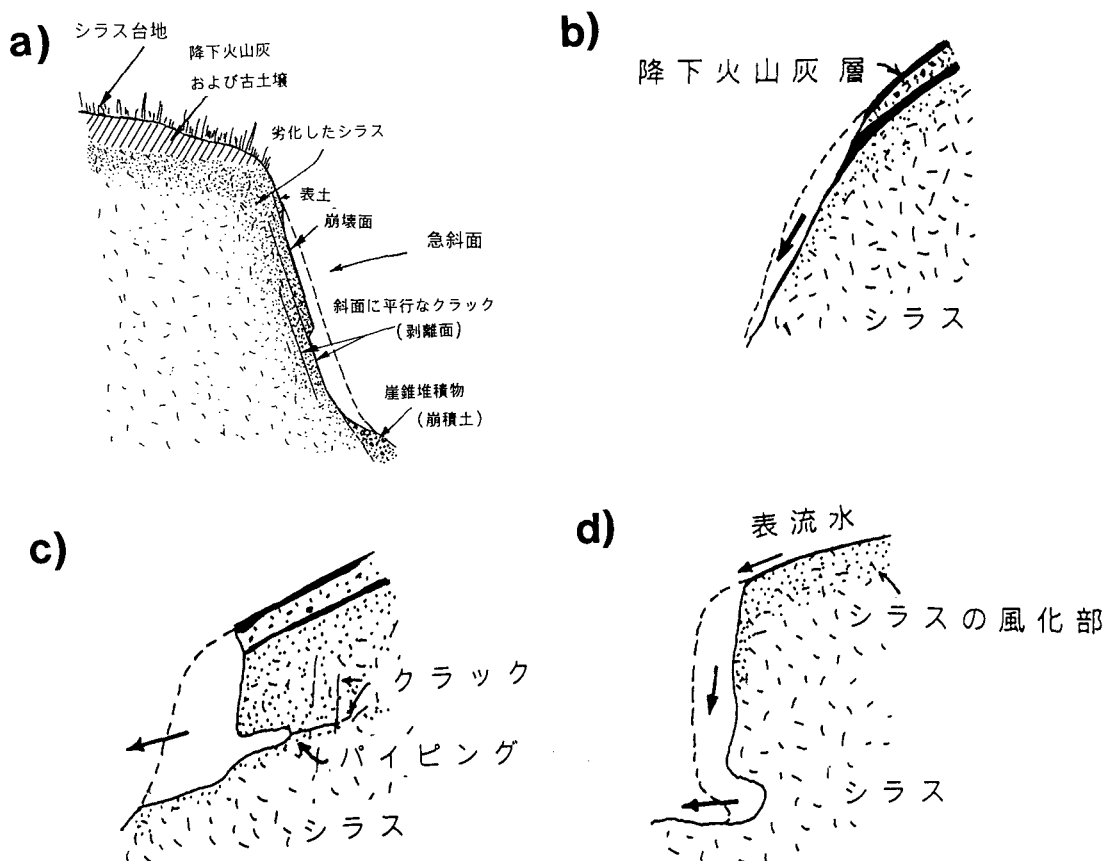 a)
シラス台地
降下火山灰
および古土壌
劣化したシラス
表土
崩壊面
急斜面
斜面に平行なクラック
(剥離面)
崖錐堆積物
(崩積土)
b)
降下火山灰層
シラス
c)
クラック
パイピング
シラス
d)
表流水
シラスの風化部
シラス